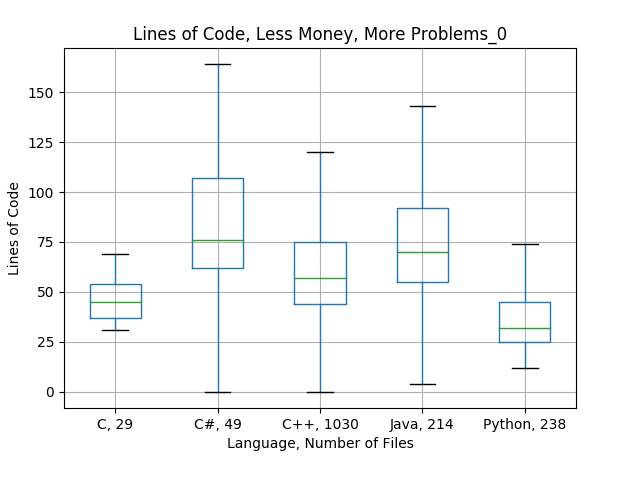 Lines of Code, Less Money, More Problems_0
Lines of Code
150
125
100
75
50
25
0
C, 29
C#, 49
C++, 1030
Java, 214
Python, 238
Language, Number of Files